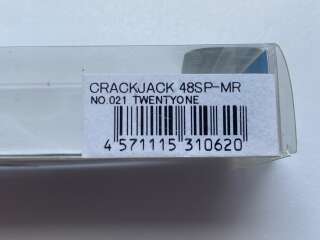 CRACKJACK 48SP-MR
NO.021 TWENTYONE
4 571115 310620